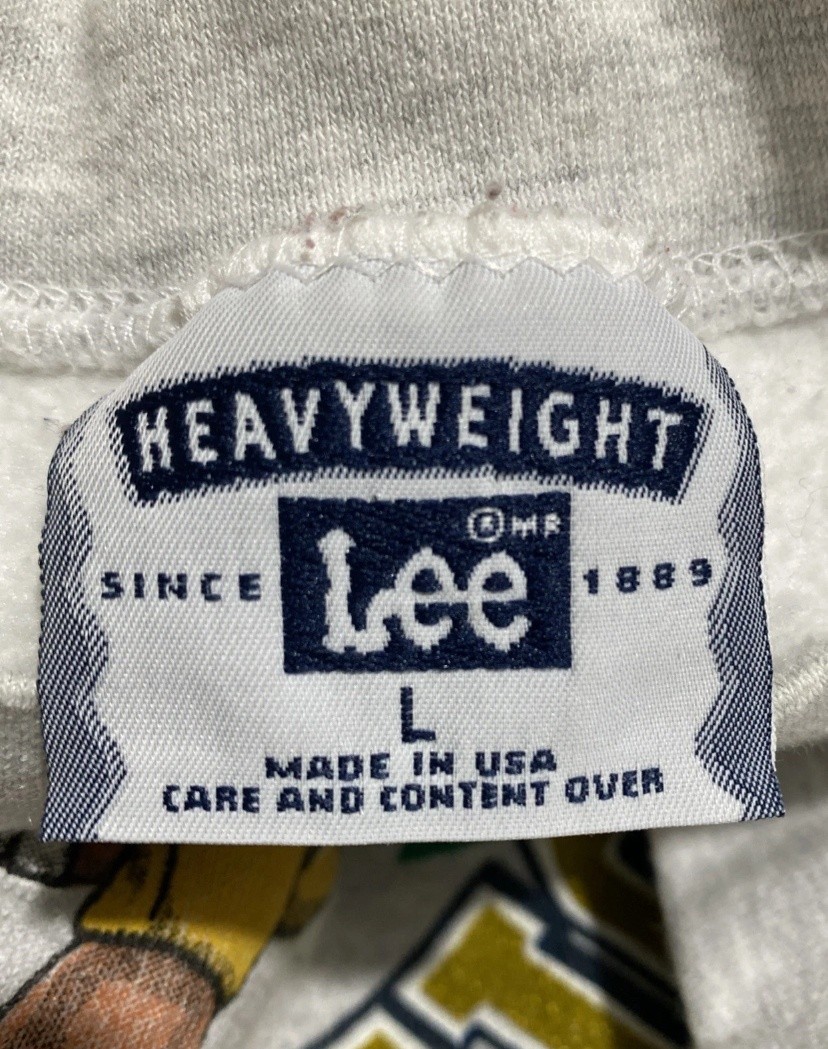 HEAVYWEIGHT
®MR
SINCE Lee 1889
L
MADE IN USA
CARE AND CONTENT OVER